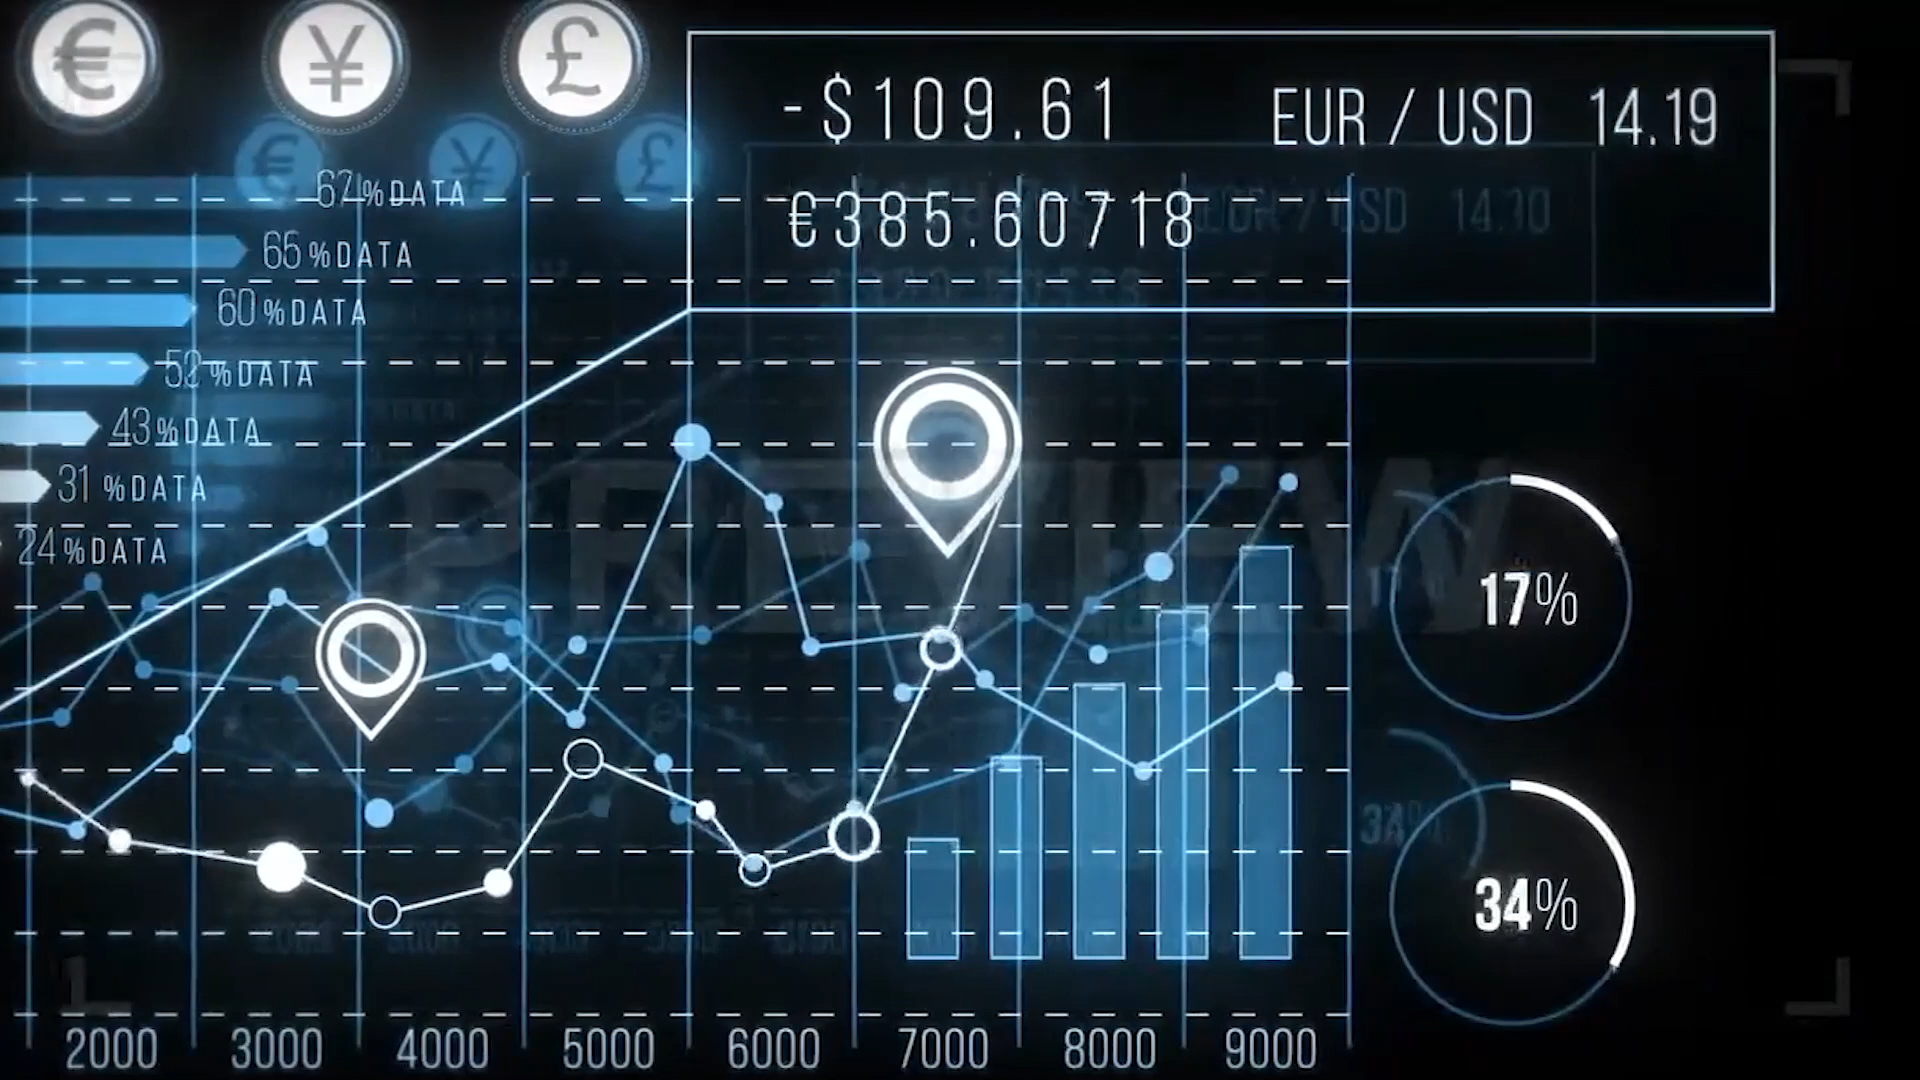 € ¥ £
-$109.61 EUR / USD 14.19
€ ¥ £
67%DATA
€385.60718
65%DATA
60%DATA
52%DATA
43%DATA
31%DATA
24%DATA
PREVIEW
17%
34%
2000 3000 4000 5000 6000 7000 8000 9000